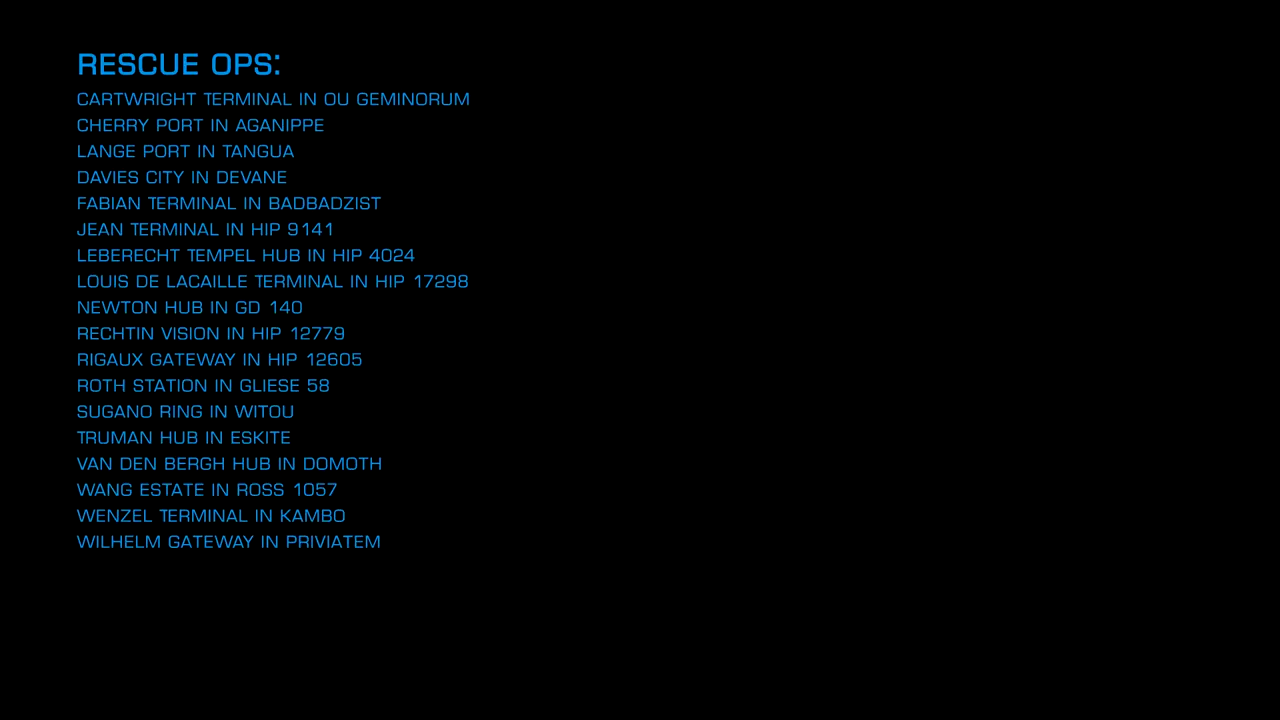 RESCUE OPS:
CARTWRIGHT TERMINAL IN OU GEMINORUM
CHERRY PORT IN AGANIPPE
LANGE PORT IN TANGUA
DAVIES CITY IN DEVANE
FABIAN TERMINAL IN BADBADZIST
JEAN TERMINAL IN HIP 9141
LEBERECHT TEMPEL HUB IN HIP 4024
LOUIS DE LACAILLE TERMINAL IN HIP 17298
NEWTON HUB IN GD 140
RECHTIN VISION IN HIP 12779
RIGAUX GATEWAY IN HIP 12605
ROTH STATION IN GLIESE 58
SUGANO RING IN WITOU
TRUMAN HUB IN ESKITE
VAN DEN BERGH HUB IN DOMOTH
WANG ESTATE IN ROSS 1057
WENZEL TERMINAL IN KAMBO
WILHELM GATEWAY IN PRIVIATEM